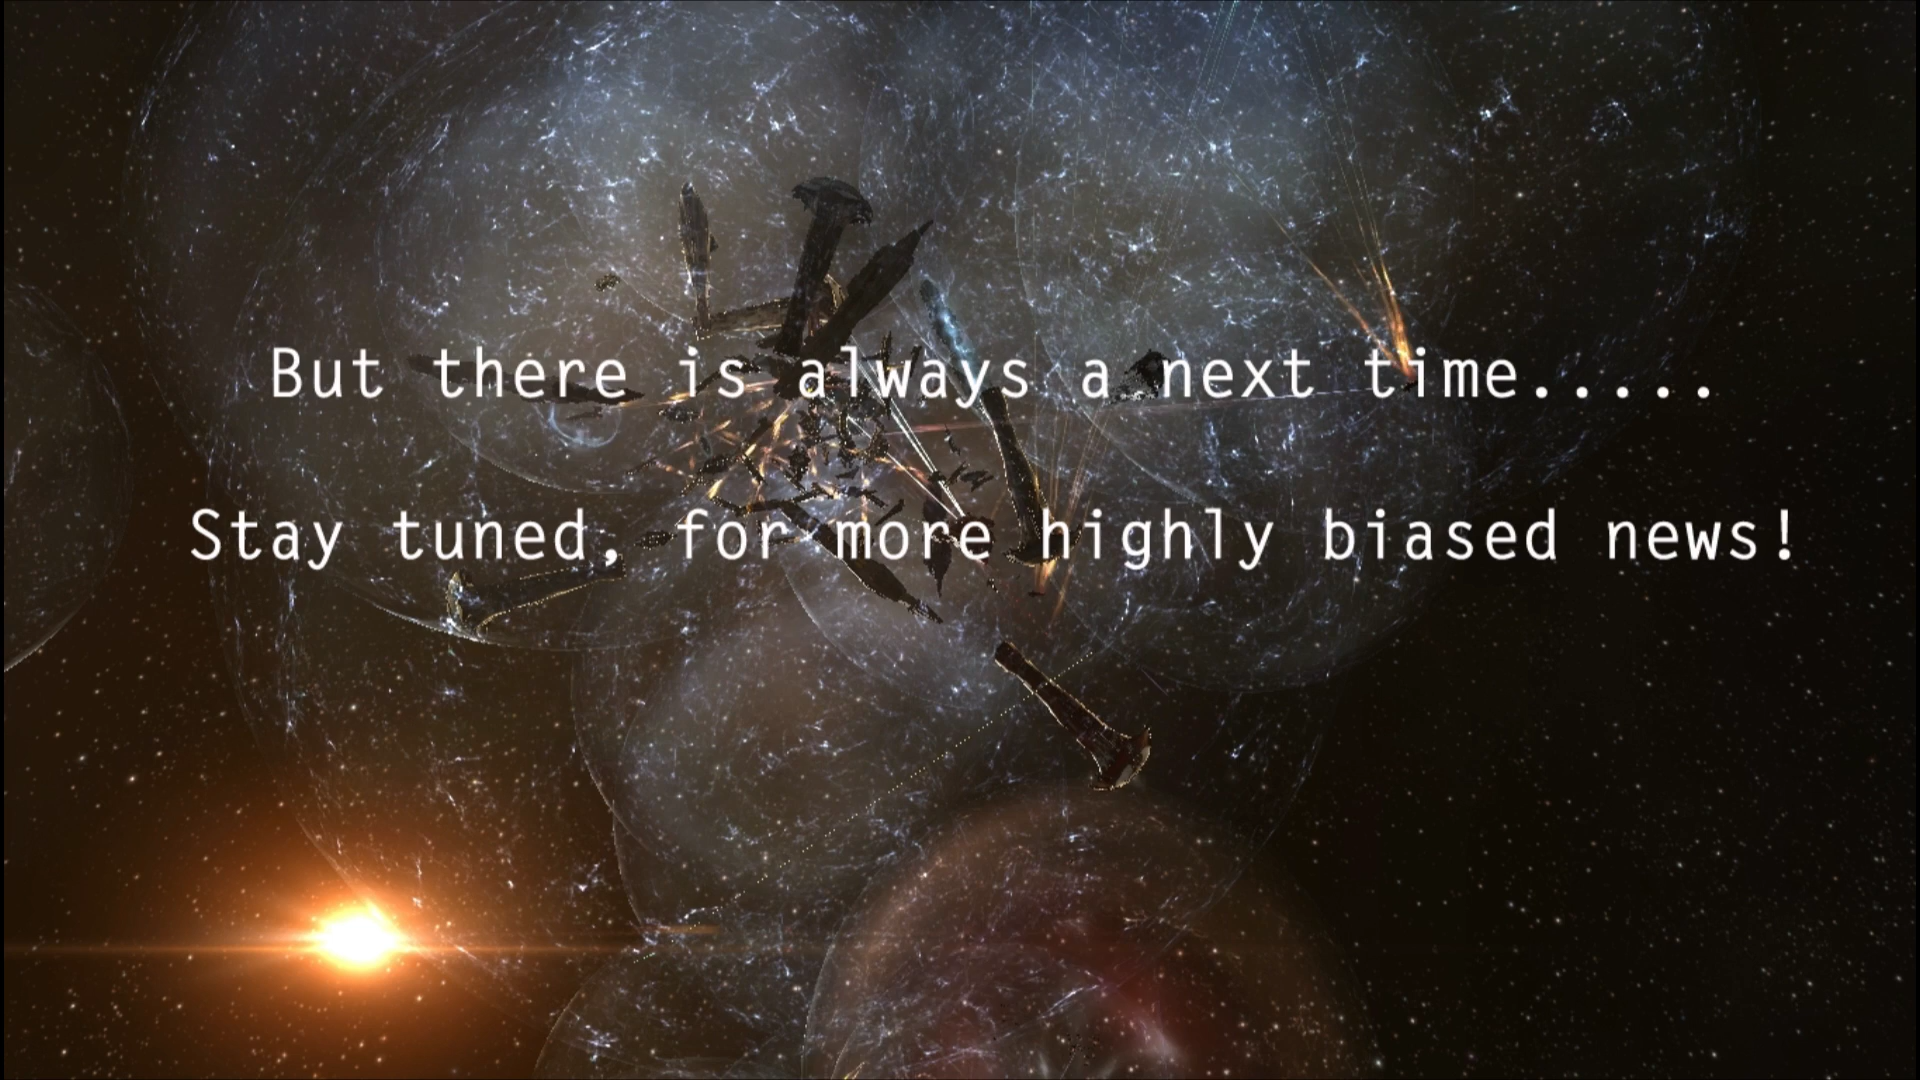 But there is always a next time.....
Stay tuned, for more highly biased news!